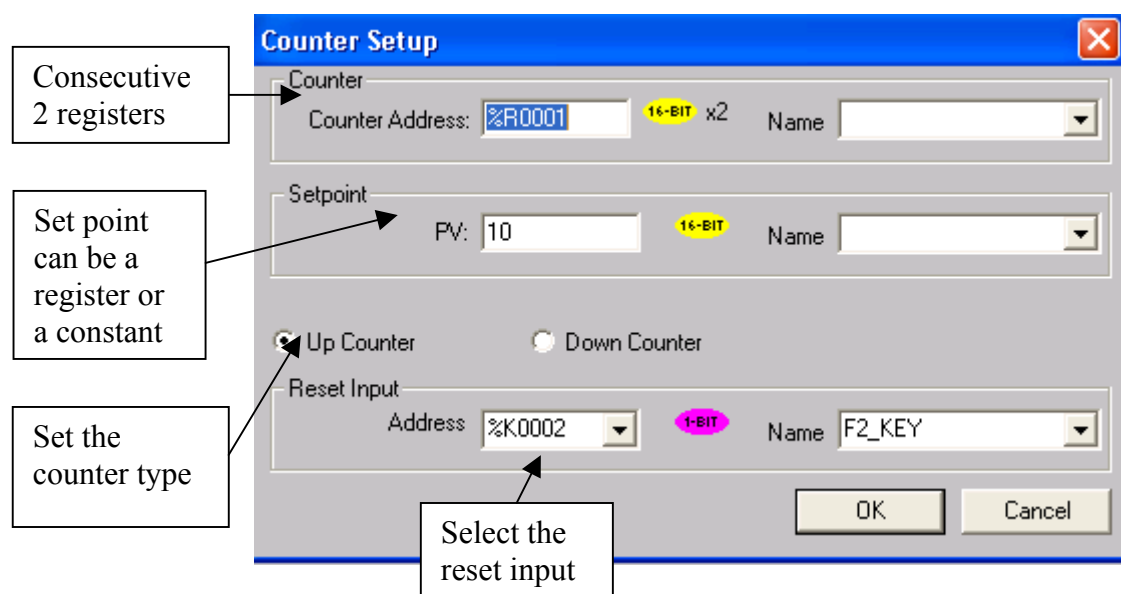 Counter Setup
Consecutive
2 registers
Counter
Counter Address: %R0001 16-BIT x2 Name
Set point
can be a
register or
a constant
Setpoint
PV: 10 16-BIT Name
Up Counter Down Counter
Set the
counter type
Reset Input
Address %K0002 1-BIT Name F2_KEY
OK Cancel
Select the
reset input